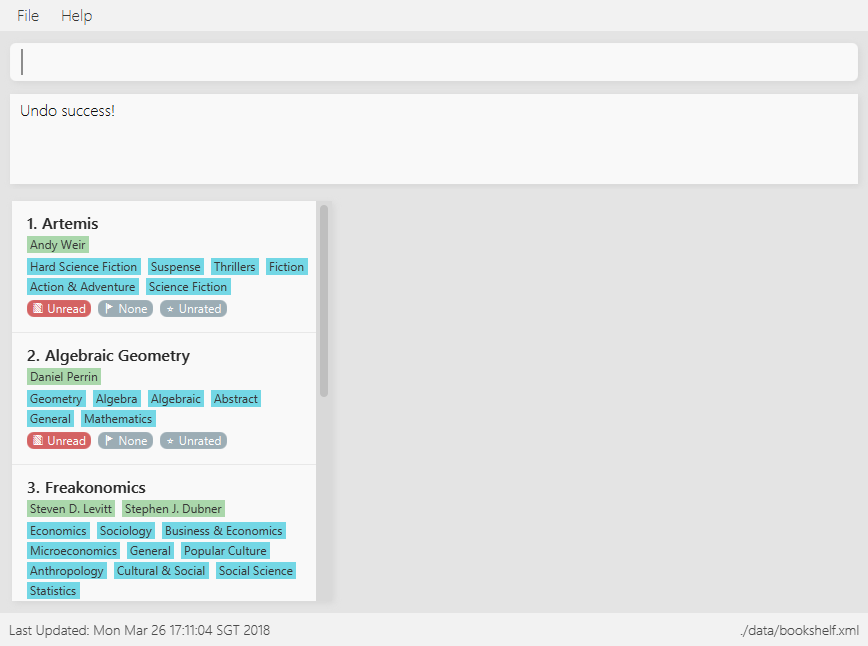 File Help
Undo success!
1. Artemis
Andy Weir
Hard Science Fiction Suspense Thrillers Fiction
Action & Adventure Science Fiction
Unread None Unrated
2. Algebraic Geometry
Daniel Perrin
Geometry Algebra Algebraic Abstract
General Mathematics
Unread None Unrated
3. Freakonomics
Steven D. Levitt Stephen J. Dubner
Economics Sociology Business & Economics
Microeconomics General Popular Culture
Anthropology Cultural & Social Social Science
Statistics
Last Updated: Mon Mar 26 17:11:04 SGT 2018 ./data/bookshelf.xml